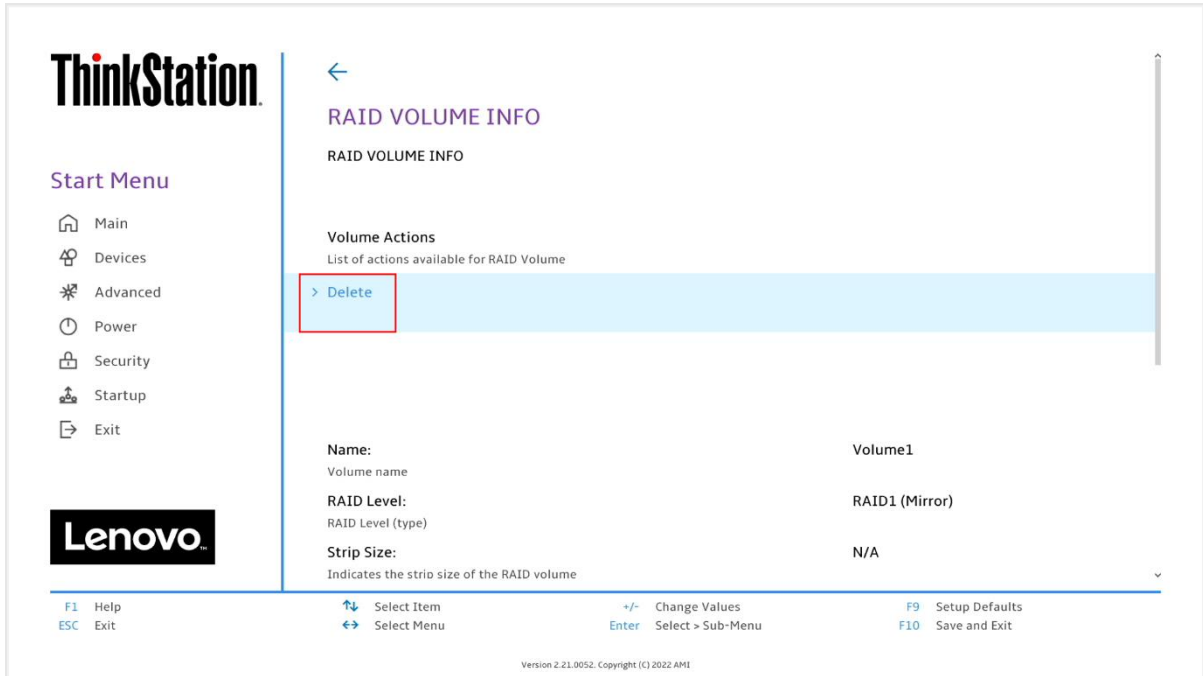 ThinkStation
Start Menu
Main
Devices
Advanced
Power
Security
Startup
Exit
Lenovo™
RAID VOLUME INFO
RAID VOLUME INFO
Volume Actions
List of actions available for RAID Volume
> Delete
Name: Volume1
Volume name
RAID Level: RAID1 (Mirror)
RAID Level (type)
Strip Size: N/A
Indicates the strip size of the RAID volume
F1 Help ↑↓ Select Item +/- Change Values F9 Setup Defaults
ESC Exit ↔ Select Menu Enter Select > Sub-Menu F10 Save and Exit
Version 2.21.0052. Copyright (C) 2022 AMI